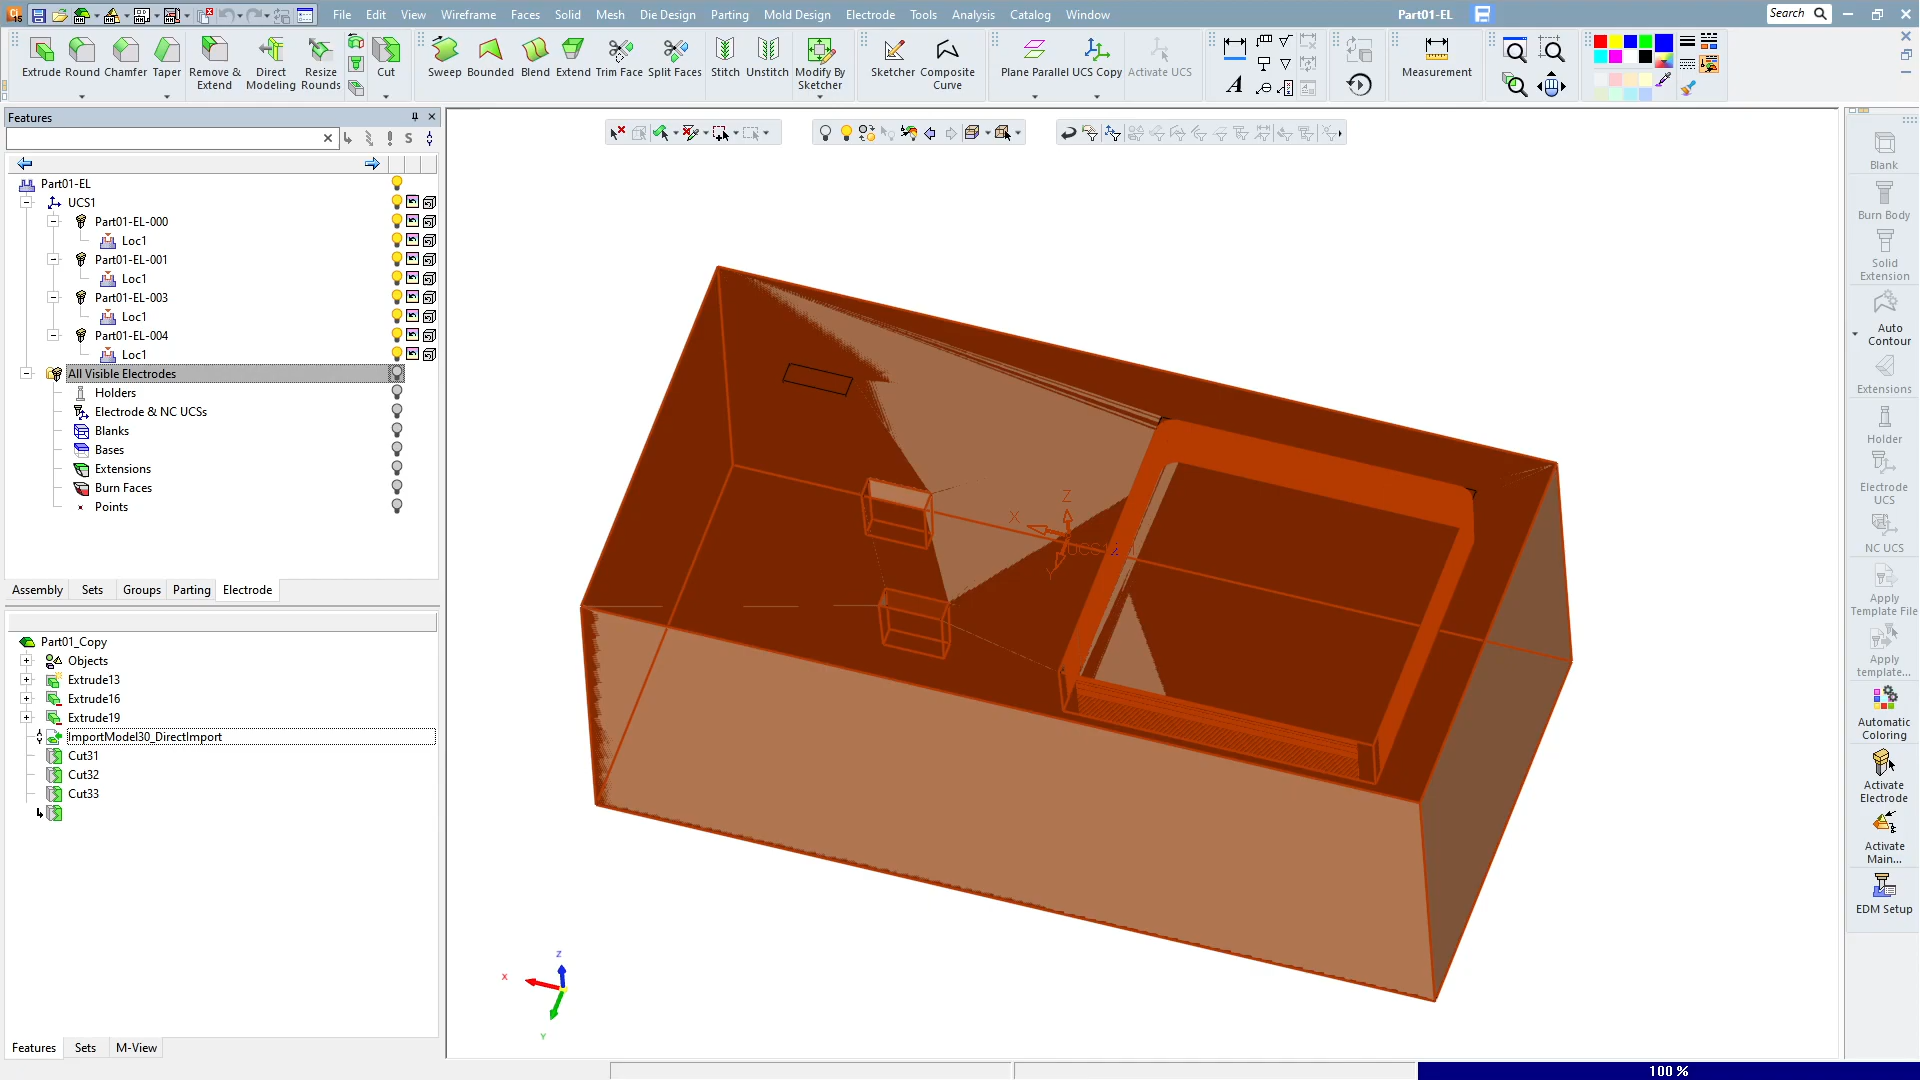 File Edit View Wireframe Faces Solid Mesh Die Design Parting Mold Design Electrode Tools Analysis Catalog Window
Part01-EL
Search
Extrude Round Chamfer Taper Remove & Extend Direct Modeling Resize Rounds Cut
Sweep Bounded Blend Extend Trim Face Split Faces Stitch Unstitch Modify By Sketcher
Sketcher Composite Curve
Plane Parallel UCS Copy Activate UCS
Measurement
Features
Part01-EL
UCS1
Part01-EL-000
Loc1
Part01-EL-001
Loc1
Part01-EL-003
Loc1
Part01-EL-004
Loc1
All Visible Electrodes
Holders
Electrode & NC UCSs
Blanks
Bases
Extensions
Burn Faces
Points
Assembly Sets Groups Parting Electrode
Part01_Copy
Objects
Extrude13
Extrude16
Extrude19
ImportModel30_DirectImport
Cut31
Cut32
Cut33
Features Sets M-View
Z
X
Y
Z
X
Y
Blank
Burn Body
Solid
Extension
Auto
Contour
Extensions
Holder
Electrode
UCS
NC UCS
Apply
Template File
Apply
template...
Automatic
Coloring
Activate
Electrode
Activate
Main...
EDM Setup
100 %